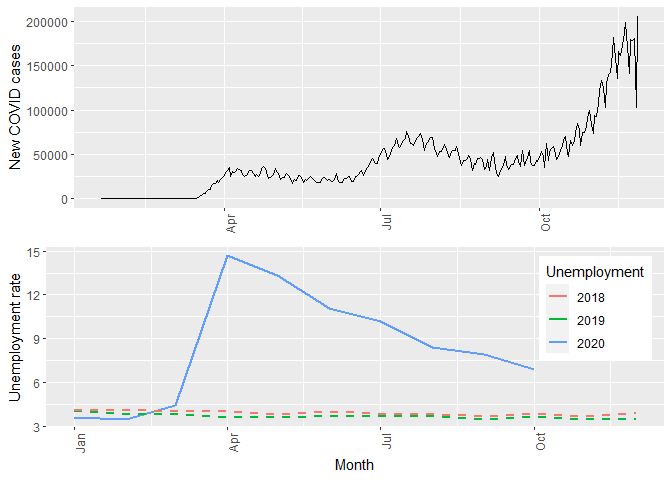 New COVID cases
200000
150000
100000
50000
0
Apr
Jul
Oct
Unemployment rate
15
12
9
6
3
Unemployment
2018
2019
2020
Jan
Apr
Jul
Oct
Month